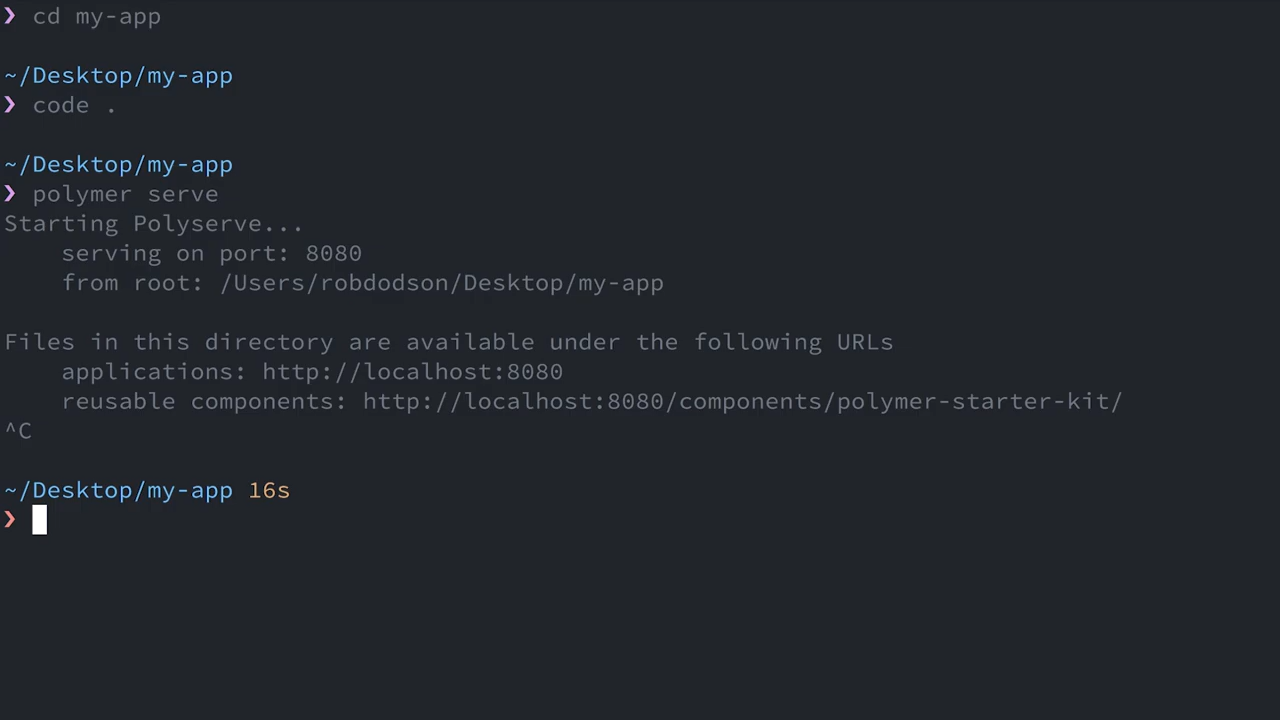 ❯ cd my-app
~/Desktop/my-app
❯ code .
~/Desktop/my-app
❯ polymer serve
Starting Polyserve...
    serving on port: 8080
    from root: /Users/robdodson/Desktop/my-app
Files in this directory are available under the following URLs
    applications: http://localhost:8080
    reusable components: http://localhost:8080/components/polymer-starter-kit/
^C
~/Desktop/my-app 16s
❯